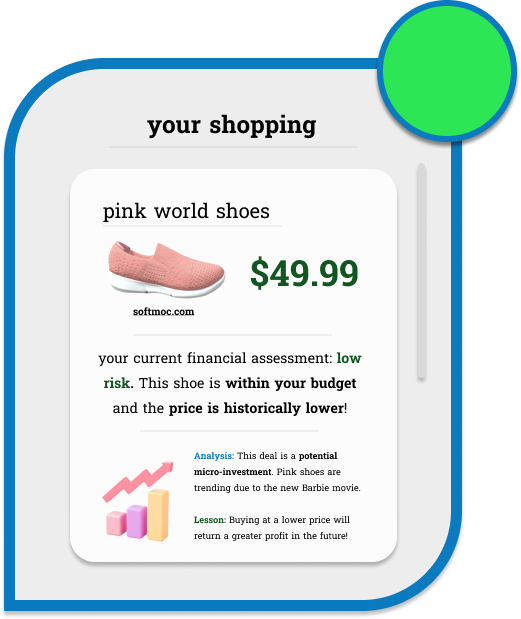 your shopping
pink world shoes
$49.99
softmoc.com
your current financial assessment: low
risk. This shoe is within your budget
and the price is historically lower!
Analysis: This deal is a potential
micro-investment. Pink shoes are
trending due to the new Barbie movie.
Lesson: Buying at a lower price will
return a greater profit in the future!